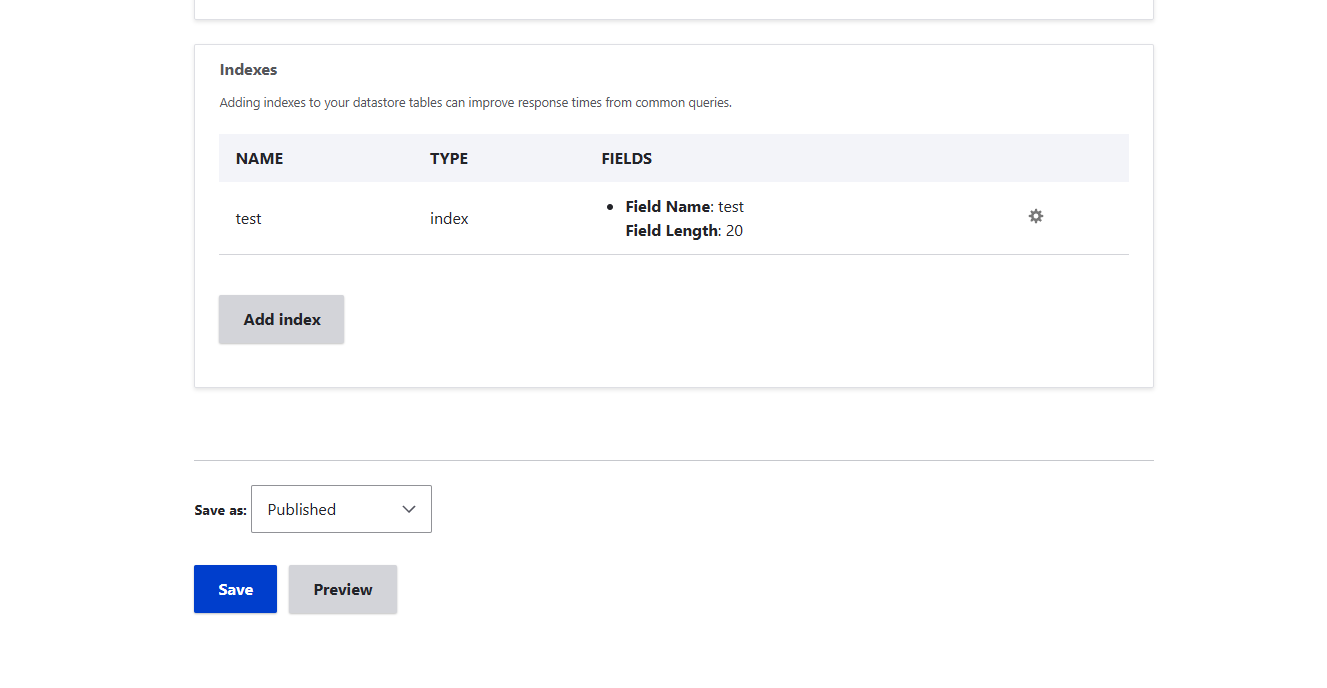 Indexes
Adding indexes to your datastore tables can improve response times from common queries.
NAME TYPE FIELDS
test index
Field Name: test
Field Length: 20
Add index
Save as: Published
Save Preview